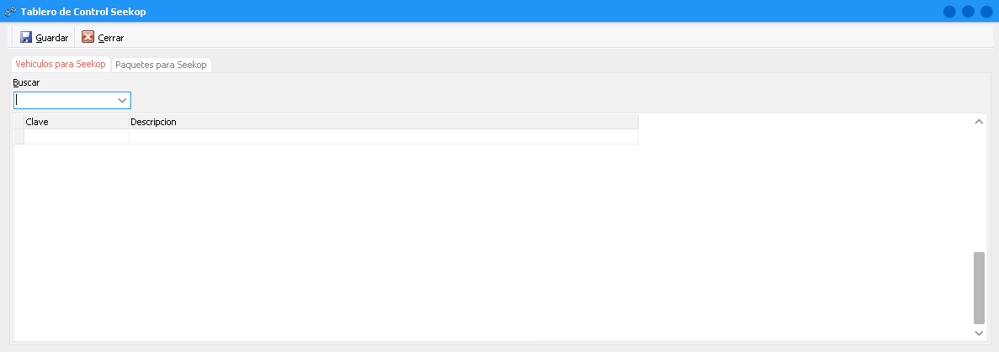 Tablero de Control Seekop
Guardar Cerrar
Vehiculos para Seekop Paquetes para Seekop
Buscar
Clave Descripcion